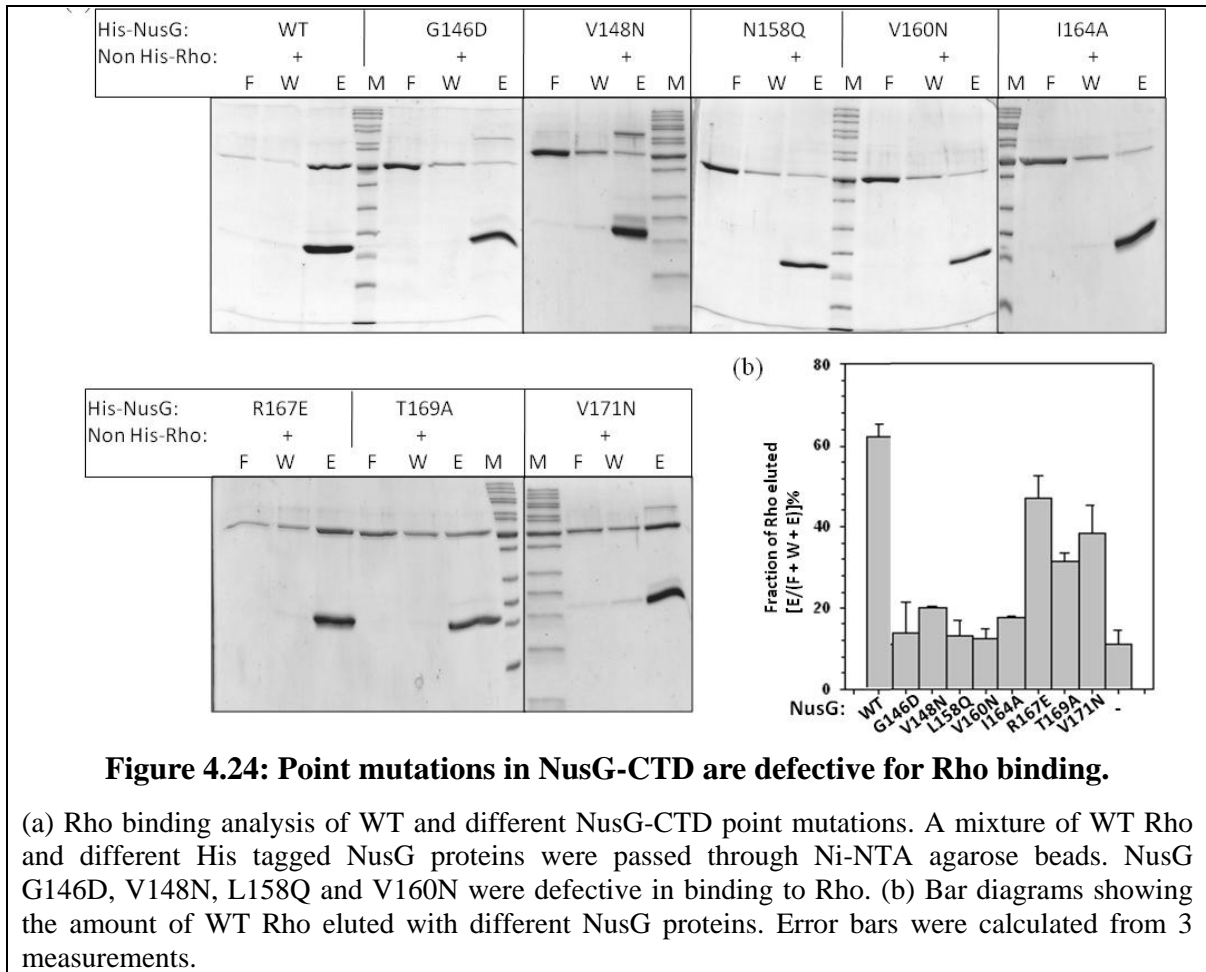 His-NusG: WT G146D V148N N158Q V160N I164A
Non His-Rho: + + + + + +
F W E M F W E F W E M F W E M F W E M F W E
(b)
80
60
40
20
0
Fraction of Rho eluted
[E/(F + W + E)]%
NusG: WT G146D V148N L158Q V160N I164A R167E T169A V171N -
His-NusG: R167E T169A V171N
Non His-Rho: + + +
F W E F W E M M F W E
Figure 4.24: Point mutations in NusG-CTD are defective for Rho binding.
(a) Rho binding analysis of WT and different NusG-CTD point mutations. A mixture of WT Rho
and different His tagged NusG proteins were passed through Ni-NTA agarose beads. NusG
G146D, V148N, L158Q and V160N were defective in binding to Rho. (b) Bar diagrams showing
the amount of WT Rho eluted with different NusG proteins. Error bars were calculated from 3
measurements.